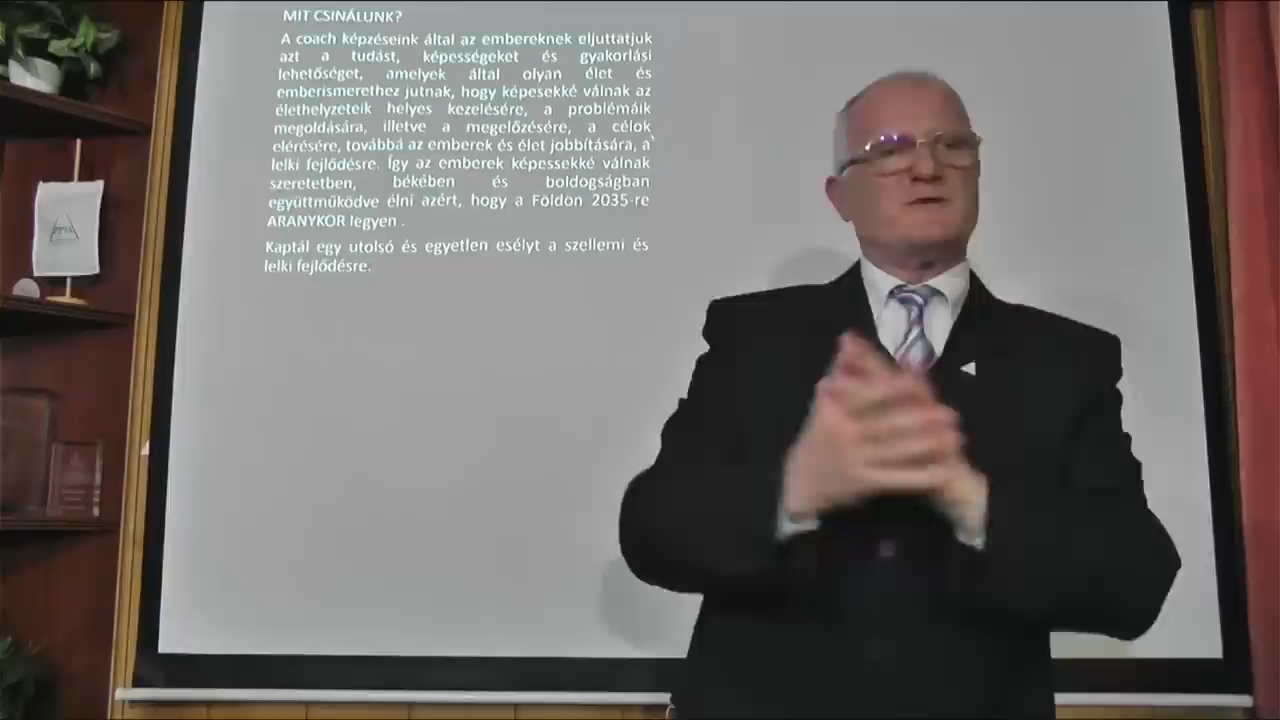 MIT CSINÁLUNK?
A coach képzéseink által az embereknek eljuttatjuk
azt a tudást, képességeket és gyakorlási
lehetőséget, amelyek által olyan élet és
emberismerethez jutnak, hogy képesekké válnak az
élethelyzeteik helyes kezelésére, a problémáik
megoldására, illetve a megelőzésére, a célok
elérésére, továbbá az emberek és élet jobbítására, a
lelki fejlődésre. Így az emberek képessekké válnak
szeretetben, békében és boldogságban
együttműködve élni azért, hogy a Földön 2035-re
ARANYKOR legyen .
Kaptál egy utolsó és egyetlen esélyt a szellemi és
lelki fejlődésre.